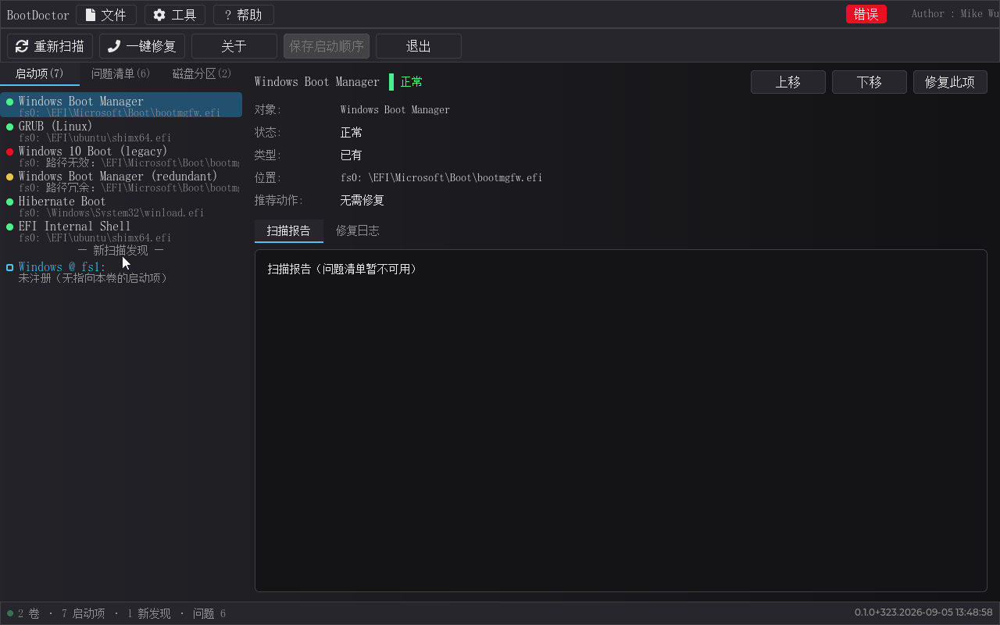 BootDoctor 文件 工具 ? 帮助 错误 Author : Mike Wu
重新扫描 一键修复 关于 保存启动顺序 退出
启动项(7) 问题清单(6) 磁盘分区(2)
Windows Boot Manager
fs0: \EFI\Microsoft\Boot\bootmgfw.efi
GRUB (Linux)
fs0: \EFI\ubuntu\shimx64.efi
Windows 10 Boot (legacy)
fs0: 路径无效: \EFI\Microsoft\Boot\bootm
Windows Boot Manager (redundant)
fs0: 路径冗余: \EFI\Microsoft\Boot\bootm
Hibernate Boot
fs0: \Windows\System32\winload.efi
EFI Internal Shell
fs0: \EFI\ubuntu\shimx64.efi
— 新扫描发现 —
Windows @ fs1:
未注册（无指向本卷的启动项）
Windows Boot Manager 正常 上移 下移 修复此项
对象: Windows Boot Manager
状态: 正常
类型: 已有
位置: fs0: \EFI\Microsoft\Boot\bootmgfw.efi
推荐动作: 无需修复
扫描报告 修复日志
扫描报告（问题清单暂不可用）
2 卷 · 7 启动项 · 1 新发现 · 问题 6 0.1.0+323.2026-09-05 13:48:58